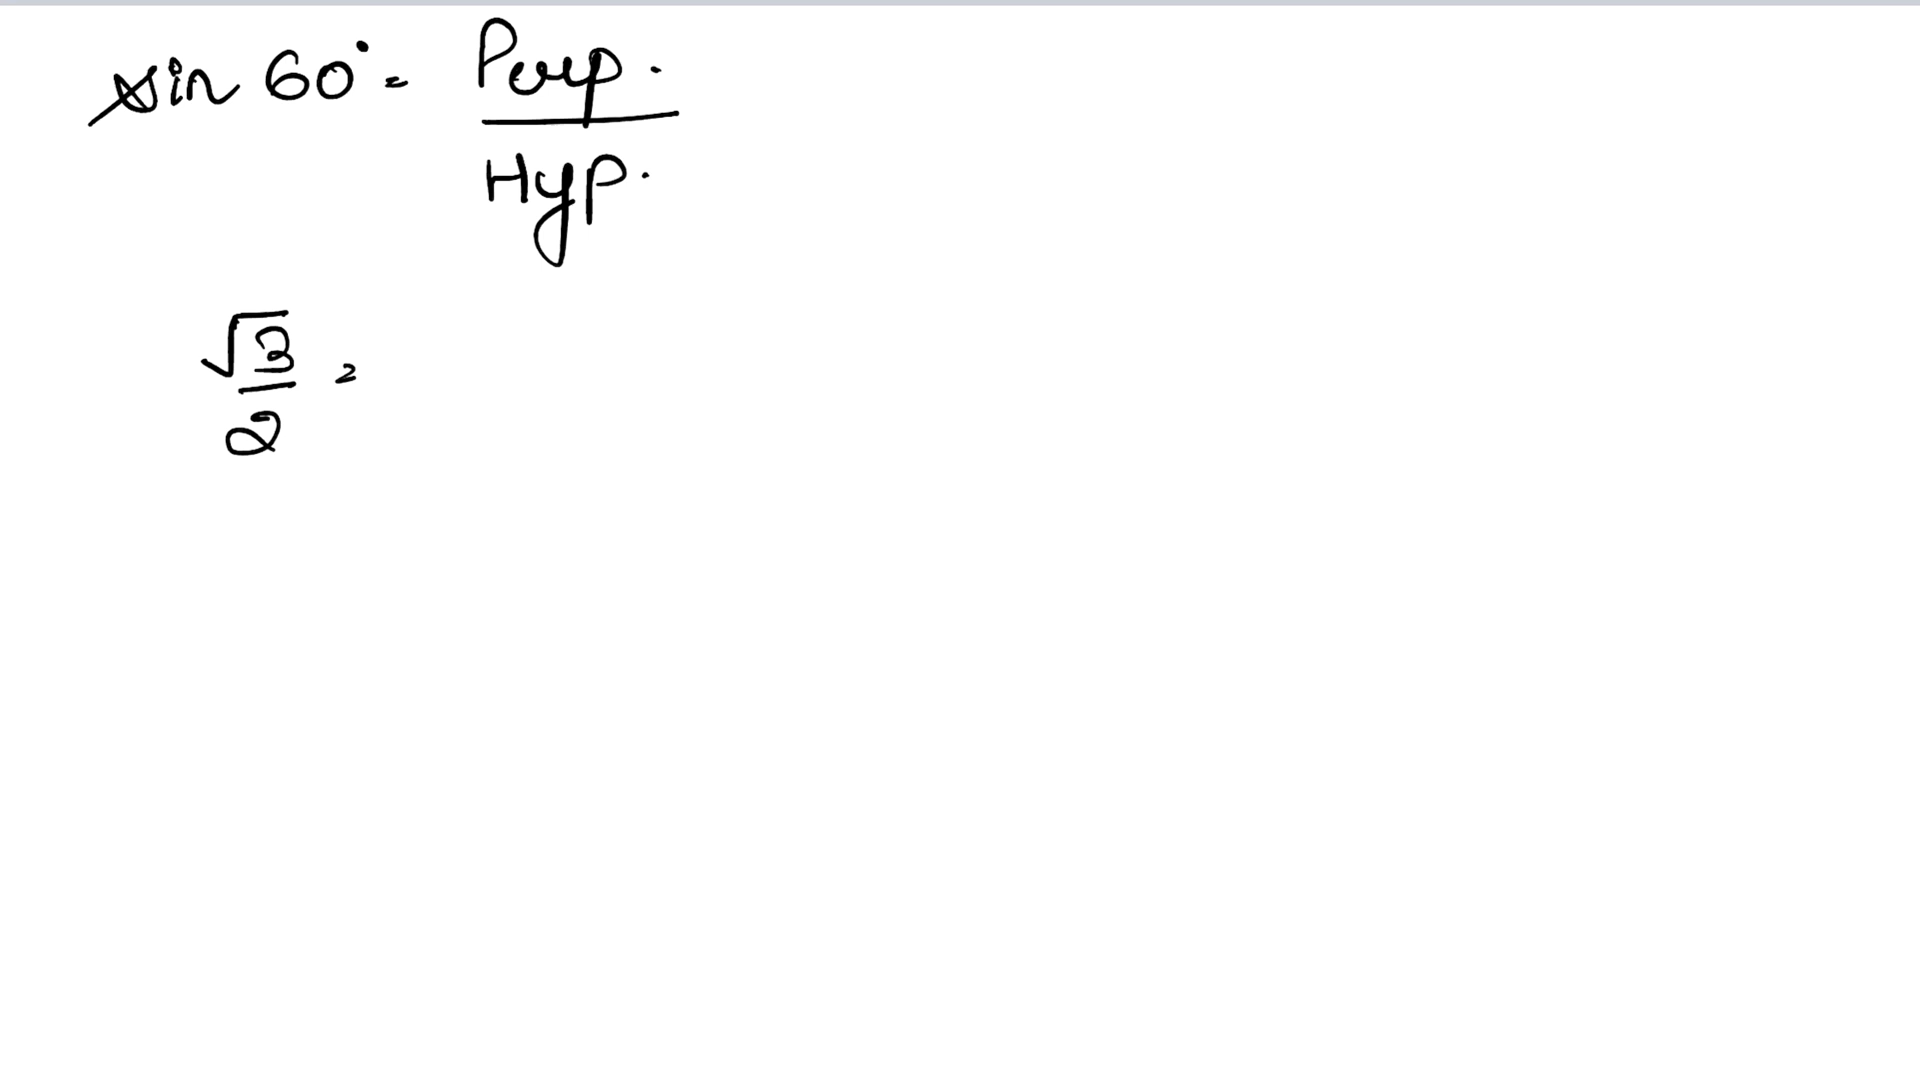 sin 60° = Perp. / Hyp.
√3 / 2 =